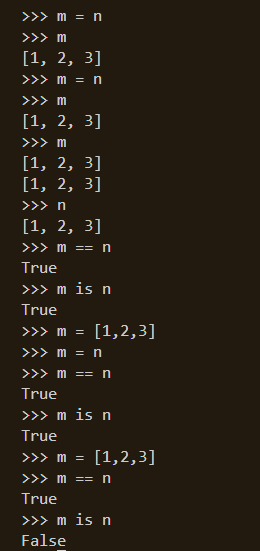 >>> m = n
>>> m
[1, 2, 3]
>>> m = n
>>> m
[1, 2, 3]
>>> m
[1, 2, 3]
[1, 2, 3]
>>> n
[1, 2, 3]
>>> m == n
True
>>> m is n
True
>>> m = [1,2,3]
>>> m = n
>>> m == n
True
>>> m is n
True
>>> m = [1,2,3]
>>> m == n
True
>>> m is n
False